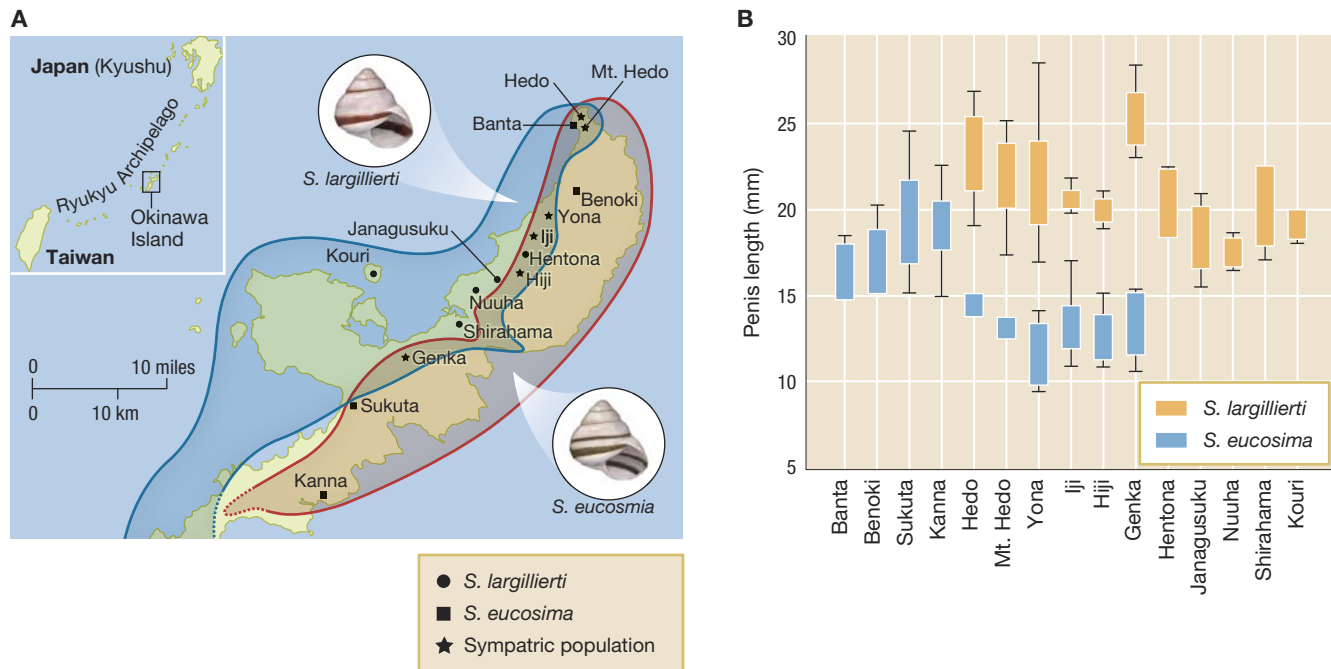 A
Japan (Kyushu)
Ryukyu Archipelago
Okinawa
Island
Taiwan
S. largillierti
Hedo
Mt. Hedo
Banta
Benoki
Yona
Iji
Janagusuku
Hentona
Kouri
Hiji
Nuuha
Shirahama
Genka
Sukuta
Kanna
S. eucosmia
0 10 miles
0 10 km
S. largillierti
S. eucosima
Sympatric population
B
Penis length (mm)
30
25
20
15
10
5
S. largillierti
S. eucosima
Banta
Benoki
Sukuta
Kanna
Hedo
Mt. Hedo
Yona
Iji
Hiji
Genka
Hentona
Janagusuku
Nuuha
Shirahama
Kouri